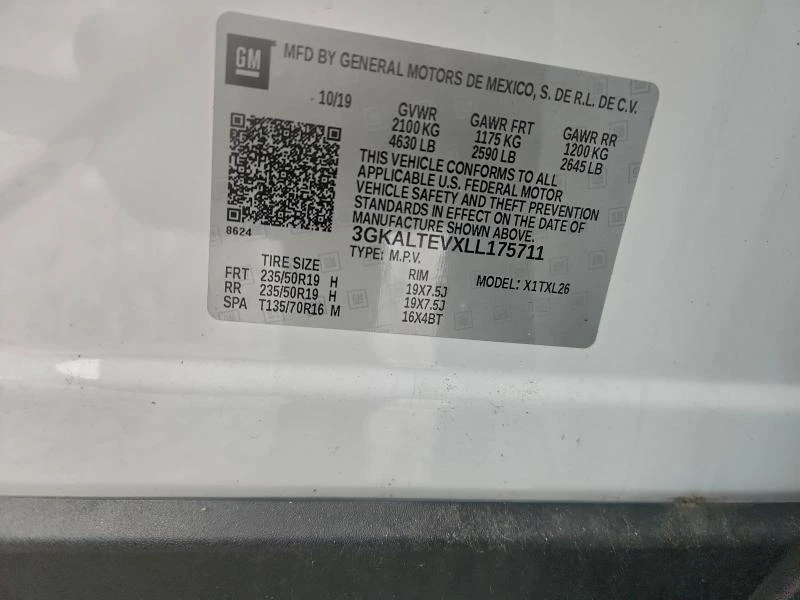 GM
MFD BY GENERAL MOTORS DE MEXICO, S. DE R.L. DE C.V.
10/19
GVWR
2100 KG
4630 LB
GAWR FRT
1175 KG
2590 LB
GAWR RR
1200 KG
2645 LB
THIS VEHICLE CONFORMS TO ALL
APPLICABLE U.S. FEDERAL MOTOR
VEHICLE SAFETY AND THEFT PREVENTION
STANDARDS IN EFFECT ON THE DATE OF
MANUFACTURE SHOWN ABOVE.
8624
3GKALTEVXLL175711
TYPE: M.P.V.
MODEL: X1TXL26
TIRE SIZE RIM
FRT 235/50R19 H 19X7.5J
RR 235/50R19 H 19X7.5J
SPA T135/70R16 M 16X4BT